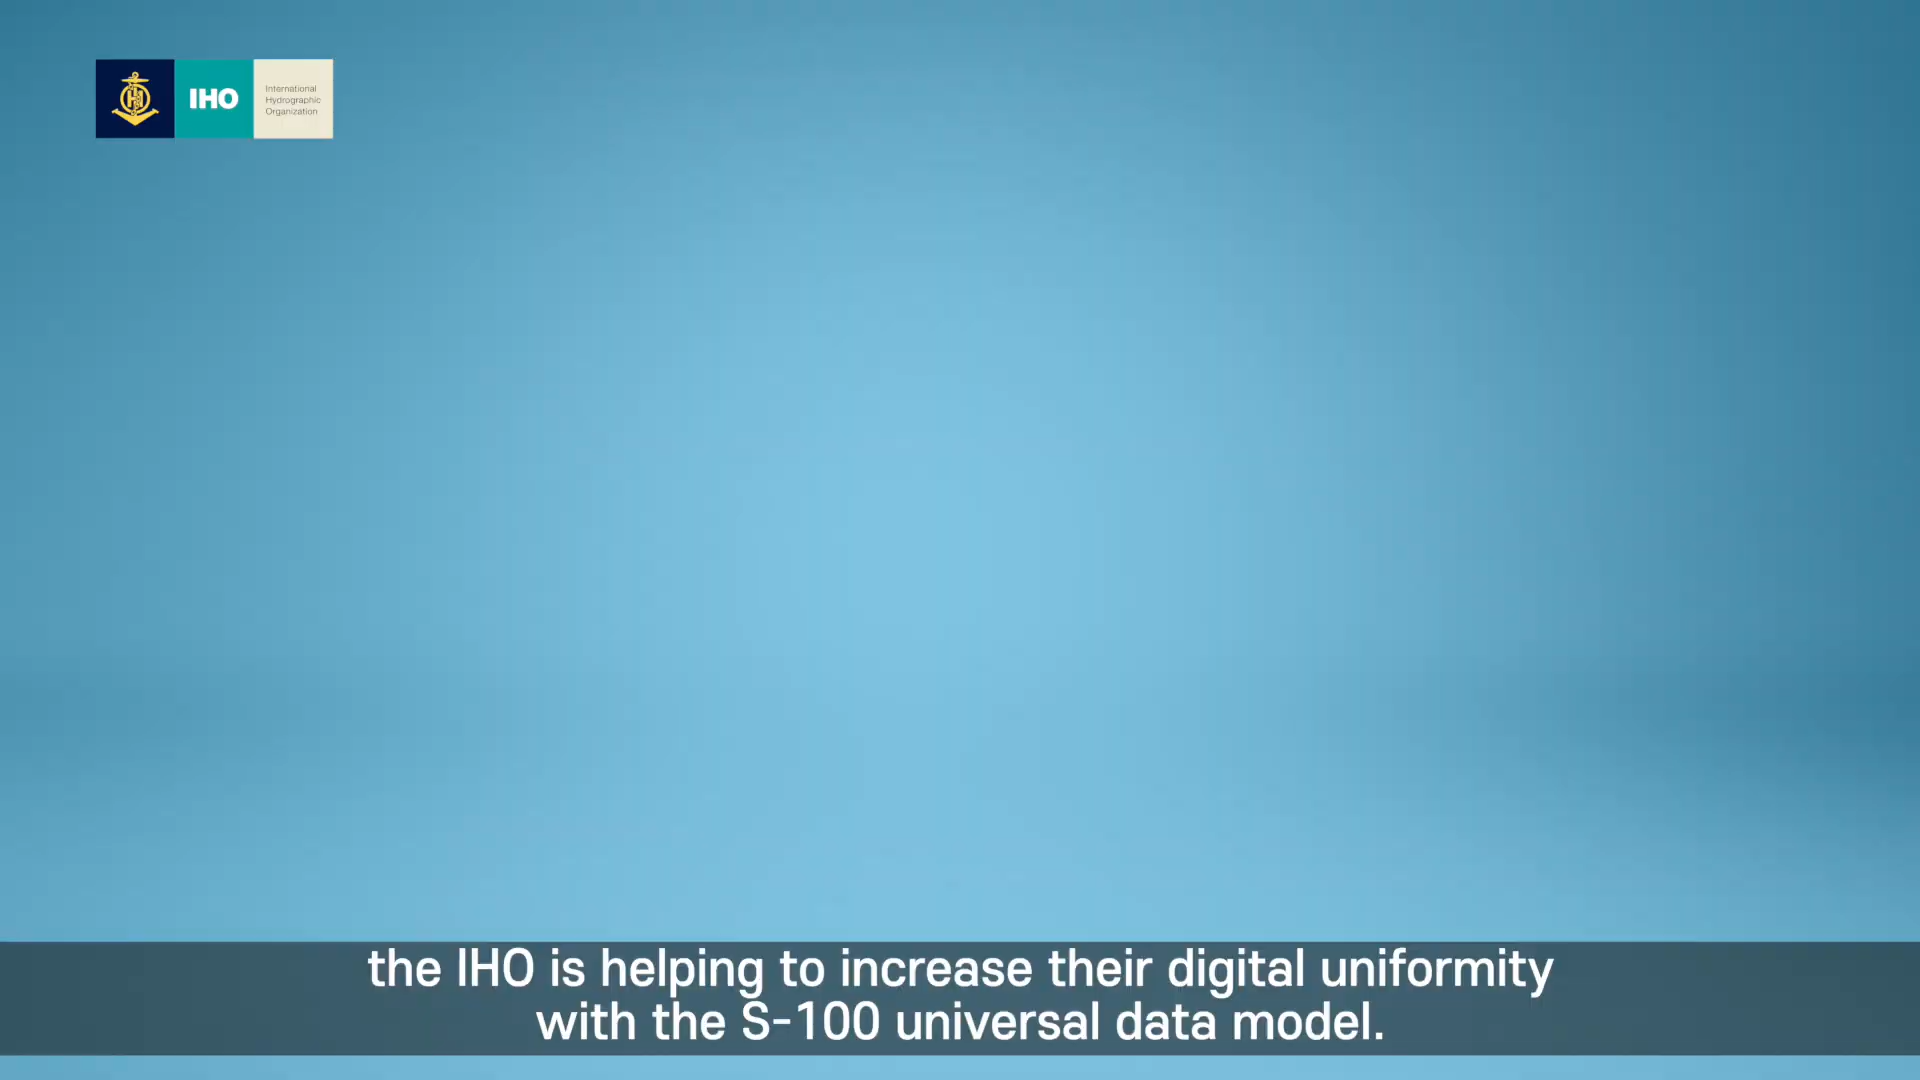 IHO
International
Hydrographic
Organization
the IHO is helping to increase their digital uniformity
with the S-100 universal data model.